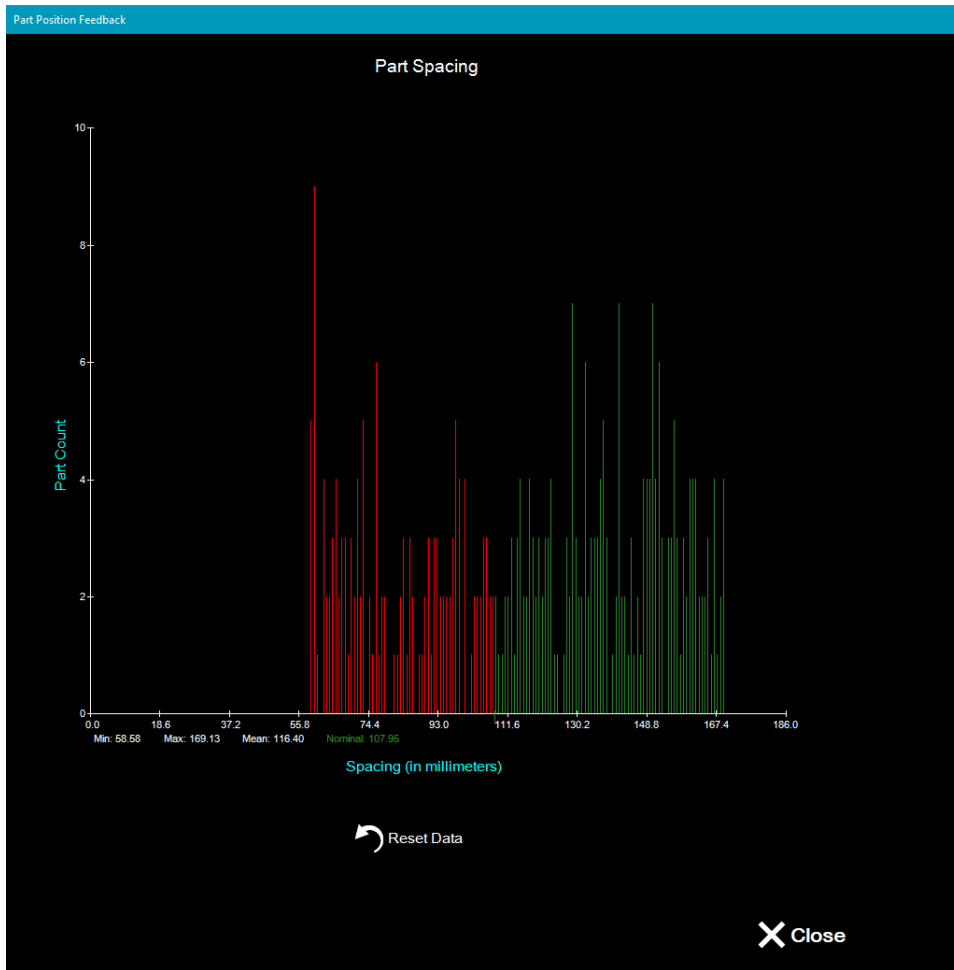 Part Position Feedback
Part Spacing
10
8
6
4
2
0
Part Count
0.0 18.6 37.2 55.8 74.4 93.0 111.6 130.2 148.8 167.4 186.0
Min: 58.58 Max: 169.13 Mean: 116.40 Nominal: 107.95
Spacing (in millimeters)
Reset Data
Close